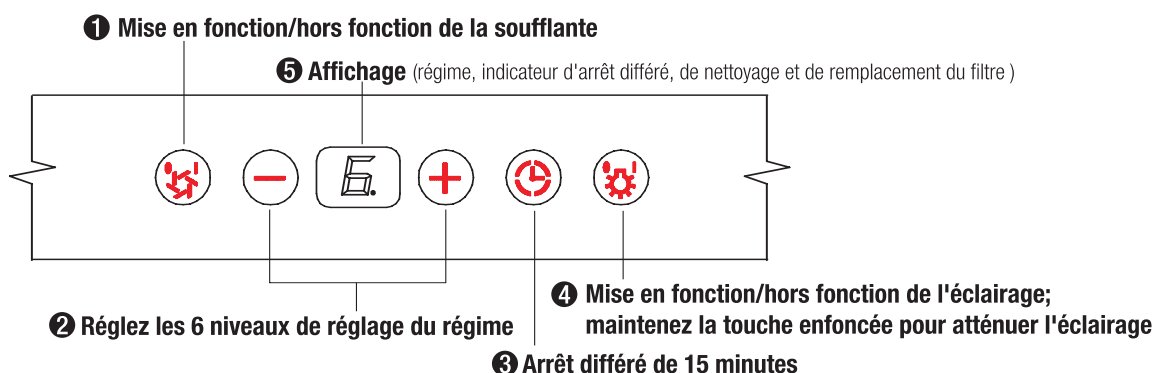 ❶ Mise en fonction/hors fonction de la soufflante
❺ Affichage (régime, indicateur d'arrêt différé, de nettoyage et de remplacement du filtre )
6.
❹ Mise en fonction/hors fonction de l'éclairage;
maintenez la touche enfoncée pour atténuer l'éclairage
❷ Réglez les 6 niveaux de réglage du régime
❸ Arrêt différé de 15 minutes